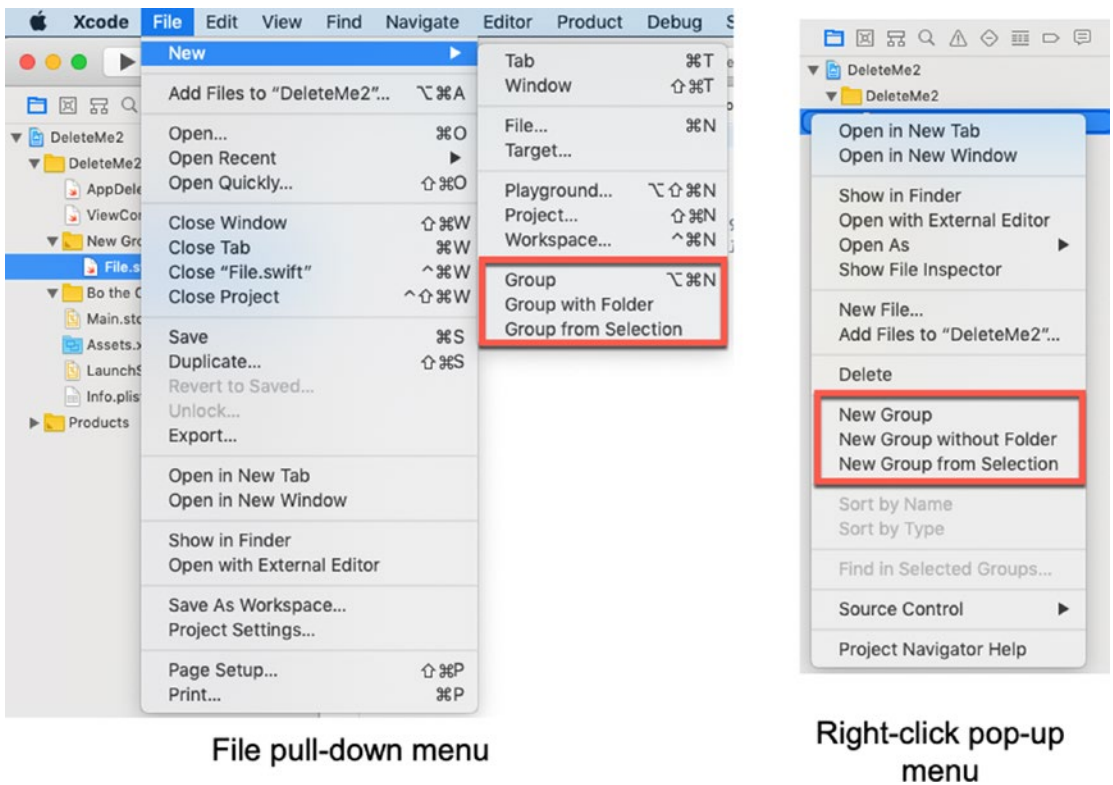 Xcode File Edit View Find Navigate Editor Product Debug
New
Add Files to “DeleteMe2”... ⌥⌘A
Open... ⌘O
Open Recent
Open Quickly... ⇧⌘O
Close Window ⇧⌘W
Close Tab ⌘W
Close “File.swift” ^⌘W
Close Project ^⇧⌘W
Save ⌘S
Duplicate... ⇧⌘S
Revert to Saved...
Unlock...
Export...
Open in New Tab
Open in New Window
Show in Finder
Open with External Editor
Save As Workspace...
Project Settings...
Page Setup... ⇧⌘P
Print... ⌘P
Tab ⌘T
Window ⇧⌘T
File... ⌘N
Target...
Playground... ⌥⇧⌘N
Project... ⇧⌘N
Workspace... ^⌘N
Group ⌥⌘N
Group with Folder
Group from Selection
DeleteMe2
DeleteMe2
AppDele
ViewCon
New Gro
File.s
Bo the C
Main.sto
Assets.x
LaunchS
Info.plis
Products
File pull-down menu
DeleteMe2
DeleteMe2
Open in New Tab
Open in New Window
Show in Finder
Open with External Editor
Open As
Show File Inspector
New File...
Add Files to “DeleteMe2”...
Delete
New Group
New Group without Folder
New Group from Selection
Sort by Name
Sort by Type
Find in Selected Groups...
Source Control
Project Navigator Help
Right-click pop-up
menu